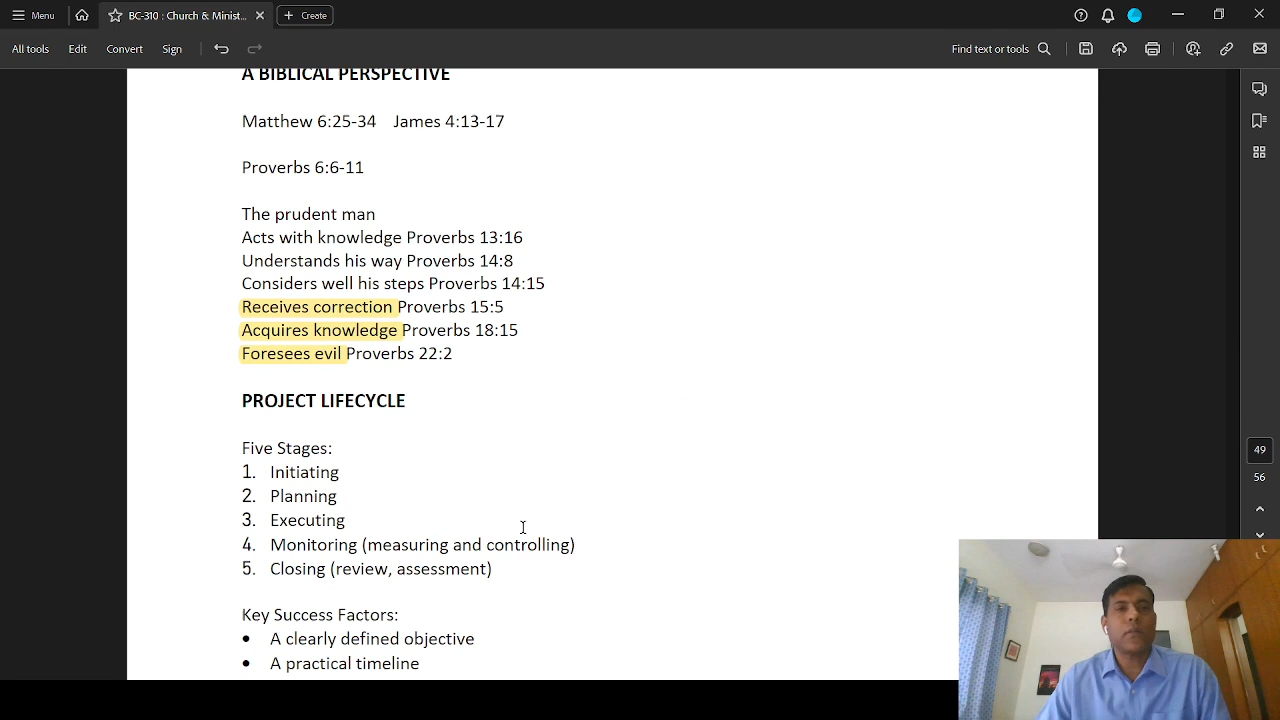 Menu
BC-310 : Church & Minist...
Create
All tools
Edit
Convert
Sign
Find text or tools
A BIBLICAL PERSPECTIVE
Matthew 6:25-34 James 4:13-17
Proverbs 6:6-11
The prudent man
Acts with knowledge Proverbs 13:16
Understands his way Proverbs 14:8
Considers well his steps Proverbs 14:15
Receives correction Proverbs 15:5
Acquires knowledge Proverbs 18:15
Foresees evil Proverbs 22:2
PROJECT LIFECYCLE
Five Stages:
1. Initiating
2. Planning
3. Executing
4. Monitoring (measuring and controlling)
5. Closing (review, assessment)
Key Success Factors:
• A clearly defined objective
• A practical timeline
49
56